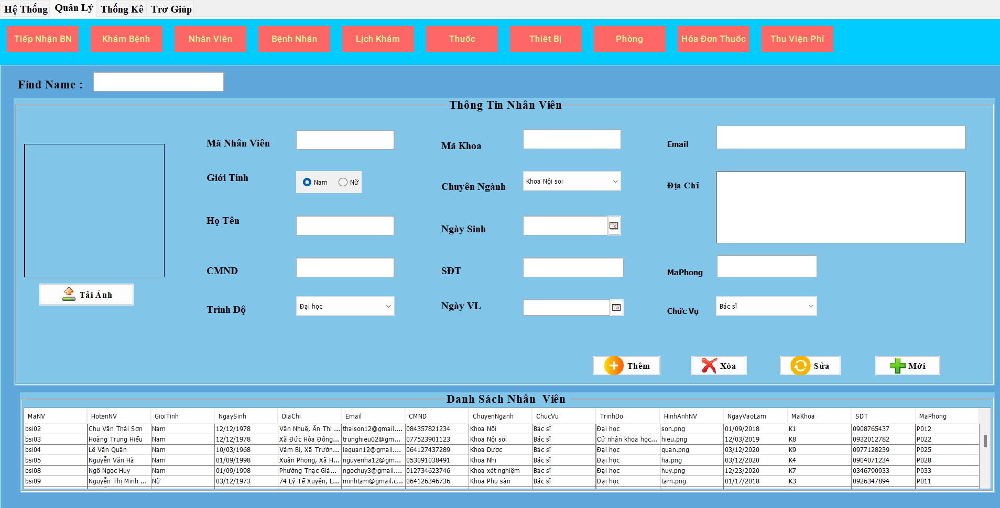 Hệ Thống Quản Lý Thống Kê Trơ Giúp
Tiếp Nhận BN Khám Bệnh Nhân Viên Bệnh Nhân Lịch Khám Thuốc Thiêt Bị Phòng Hóa Đơn Thuốc Thu Viện Phí
Find Name :
Thông Tin Nhân Viên
Mã Nhân Viên Mã Khoa Email
Giới Tính Nam Nữ Chuyên Ngành Khoa Nội soi Địa Chỉ
Họ Tên Ngày Sinh
CMND SĐT MaPhong
Tải Ảnh
Trình Độ Đại học Ngày VL Chức Vụ Bác sĩ
Thêm Xóa Sửa Mới
Danh Sách Nhân Viên
MaNV HotenNV GioiTinh NgaySinh DiaChi Email CMND ChuyenNganh ChucVu TrinhDo HinhAnhNV NgayVaoLam MaKhoa SDT MaPhong
bsi02 Chu Văn Thái Sơn Nam 12/12/1978 Văn Nhuệ, Ân Thi ... thaison12@gmail.... 084357821234 Khoa Nội Bác sĩ Đại học son.png 01/09/2018 K1 0908765437 P012
bsi03 Hoàng Trung Hiếu Nam 12/12/1978 Xã Đức Hòa Đông... trunghieu02@gm... 077523901123 Khoa Nội soi Bác sĩ Cử nhân khoa học... hieu.png 12/03/2019 K8 0932012782 P022
bsi04 Lê Văn Quân Nam 10/03/1968 Vàm Bi, Xã Trườn... lequan12@gmail.... 064127437289 Khoa Dược Bác sĩ Đại học quan.png 03/12/2020 K9 0977128239 P025
bsi05 Nguyễn Văn Hà Nam 01/09/1998 Xuân Phong, Xã H... nguyenha12@gm... 053091038491 Khoa Nhi Bác sĩ Đại học ha.png 03/12/2020 K4 0904071234 P028
bsi08 Ngô Ngọc Huy Nam 01/09/1998 Phường Thạc Giá... ngochuy3@gmail.... 012734623746 Khoa xét nghiệm Bác sĩ Đại học huy.png 12/23/2020 K7 0346790933 P033
bsi09 Nguyễn Thị Minh ... Nữ 03/12/1973 74 Lý Tế Xuyên, L... minhtam@gmail.c... 064126346736 Khoa Phụ sản Bác sĩ Đại học tam.png 01/17/2018 K3 0926347894 P011